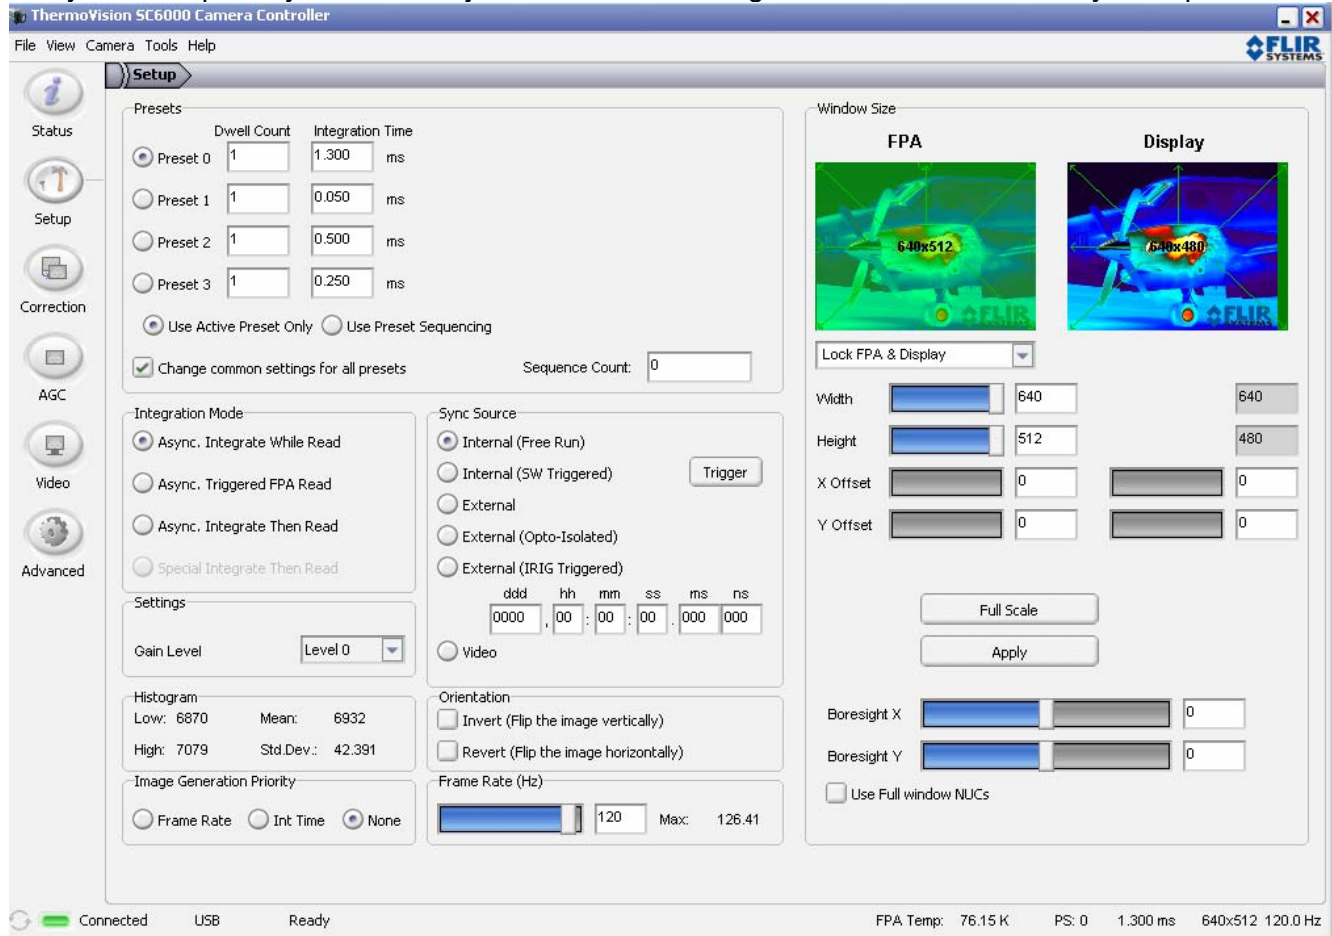 ThermoVision SC6000 Camera Controller
File View Camera Tools Help
FLIR
SYSTEMS
Status
Setup
Correction
AGC
Video
Advanced
Setup
Presets
Dwell Count Integration Time
Preset 0 1 1.300 ms
Preset 1 1 0.050 ms
Preset 2 1 0.500 ms
Preset 3 1 0.250 ms
Use Active Preset Only Use Preset Sequencing
Change common settings for all presets Sequence Count: 0
Integration Mode
Async. Integrate While Read
Async. Triggered FPA Read
Async. Integrate Then Read
Special Integrate Then Read
Settings
Gain Level Level 0
Histogram
Low: 6870 Mean: 6932
High: 7079 Std.Dev.: 42.391
Image Generation Priority
Frame Rate Int Time None
Sync Source
Internal (Free Run)
Internal (SW Triggered) Trigger
External
External (Opto-Isolated)
External (IRIG Triggered)
ddd hh mm ss ms ns
0000 , 00 : 00 : 00 . 000 000
Video
Orientation
Invert (Flip the image vertically)
Revert (Flip the image horizontally)
Frame Rate (Hz)
120 Max: 126.41
Window Size
FPA Display
640x512 640x480
FLIR SYSTEMS FLIR SYSTEMS
Lock FPA & Display
Width 640 640
Height 512 480
X Offset 0 0
Y Offset 0 0
Full Scale
Apply
Boresight X 0
Boresight Y 0
Use Full window NUCs
Connected USB Ready FPA Temp: 76.15 K PS: 0 1.300 ms 640x512 120.0 Hz